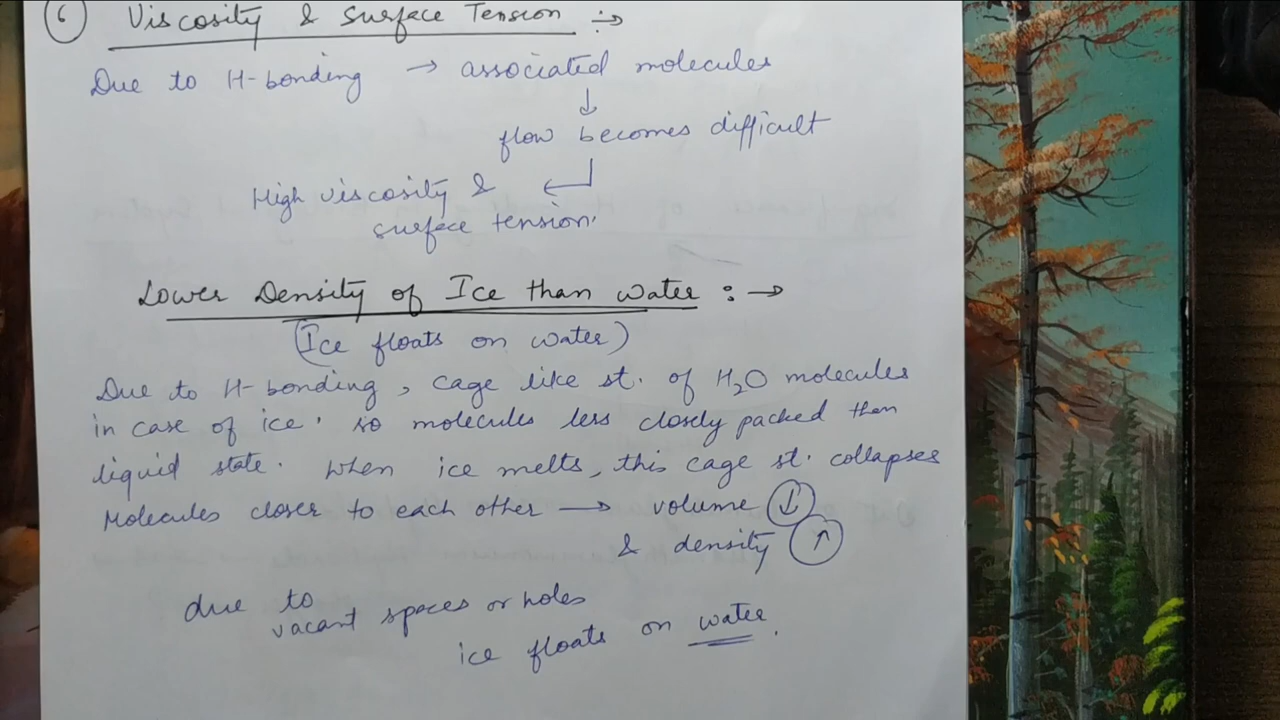 6 Viscosity & Surface Tension :→
Due to H-bonding → associated molecules
↓
flow becomes difficult
High viscosity & ←
surface tension.
Lower Density of Ice than water : →
(Ice floats on water)
Due to H-bonding, cage like st. of H₂O molecules
in case of ice. so molecules less closely packed than
liquid state. When ice melts, this cage st. collapses
Molecules closer to each other → volume ↓
& density ↑
due to
vacant spaces or holes
ice floats on water.